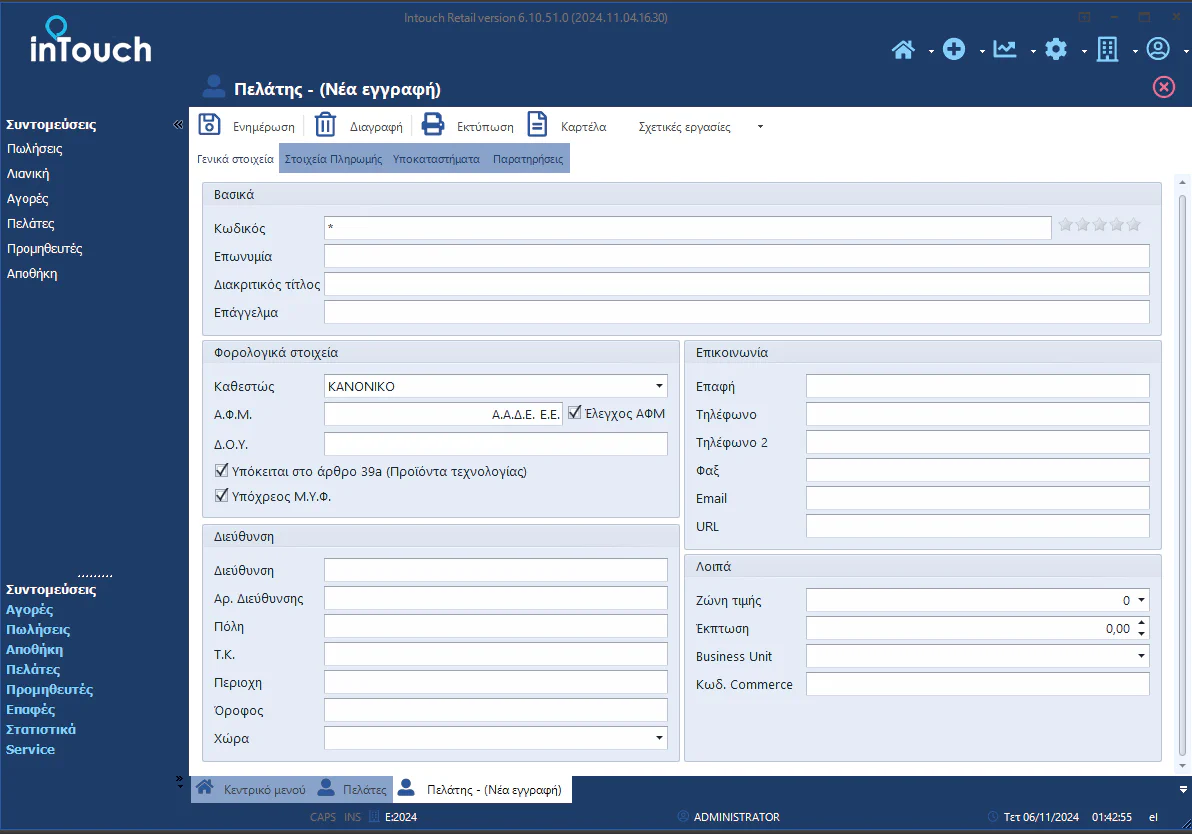 Intouch Retail version 6.10.51.0 (2024.11.04.16.30)
inTouch
Πελάτης - (Νέα εγγραφή)
Συντομεύσεις
Πωλήσεις
Λιανική
Αγορές
Πελάτες
Προμηθευτές
Αποθήκη
Ενημέρωση Διαγραφή Εκτύπωση Καρτέλα Σχετικές εργασίες
Γενικά στοιχεία Στοιχεία Πληρωμής Υποκαταστήματα Παρατηρήσεις
Βασικά
Κωδικός *
Επωνυμία
Διακριτικός τίτλος
Επάγγελμα
Φορολογικά στοιχεία
Καθεστώς ΚΑΝΟΝΙΚΟ
Α.Φ.Μ. Α.Α.Δ.Ε. Ε.Ε. Έλεγχος ΑΦΜ
Δ.Ο.Υ.
Υπόκειται στο άρθρο 39a (Προϊόντα τεχνολογίας)
Υπόχρεος Μ.Υ.Φ.
Επικοινωνία
Επαφή
Τηλέφωνο
Τηλέφωνο 2
Φαξ
Email
URL
Διεύθυνση
Διεύθυνση
Αρ. Διεύθυνσης
Πόλη
Τ.Κ.
Περιοχη
Όροφος
Χώρα
Λοιπά
Ζώνη τιμής 0
Έκπτωση 0,00
Business Unit
Κωδ. Commerce
Συντομεύσεις
Αγορές
Πωλήσεις
Αποθήκη
Πελάτες
Προμηθευτές
Επαφές
Στατιστικά
Service
Κεντρικό μενού Πελάτες Πελάτης - (Νέα εγγραφή)
CAPS INS E:2024 ADMINISTRATOR Τετ 06/11/2024 01:42:55 el